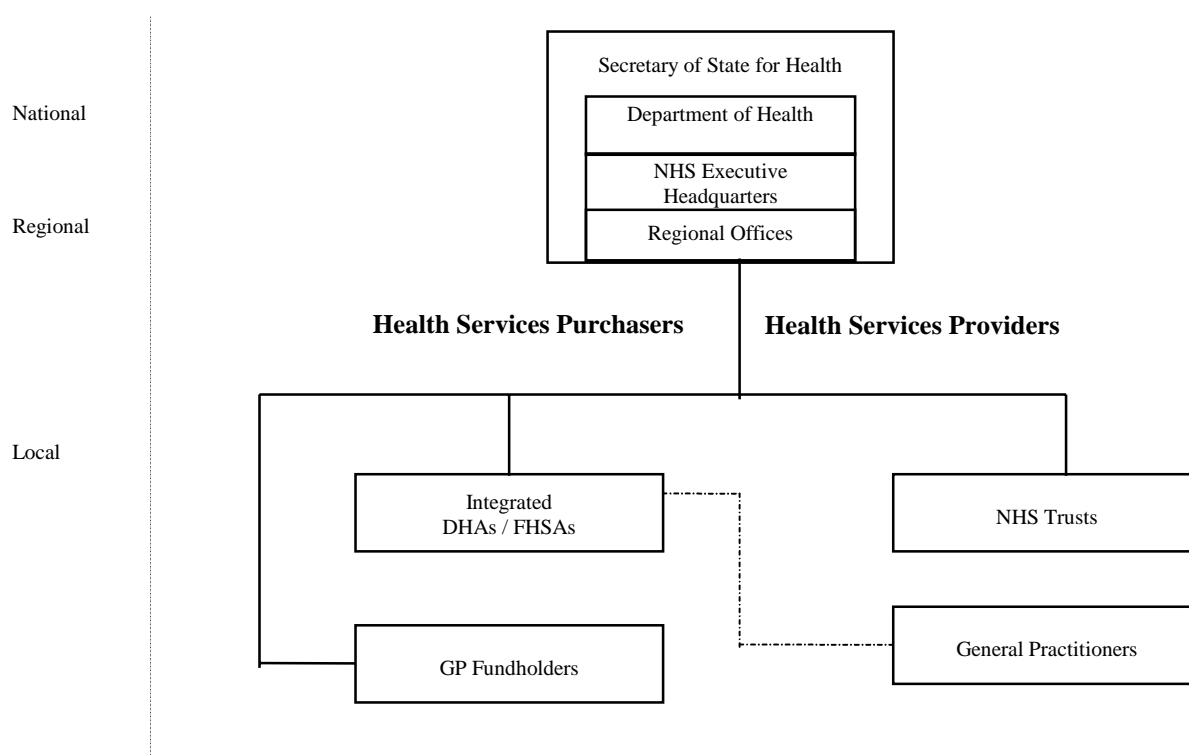 Secretary of State for Health
National
Department of Health
NHS Executive
Headquarters
Regional
Regional Offices
Health Services Purchasers
Health Services Providers
Local
Integrated
DHAs / FHSAs
NHS Trusts
GP Fundholders
General Practitioners